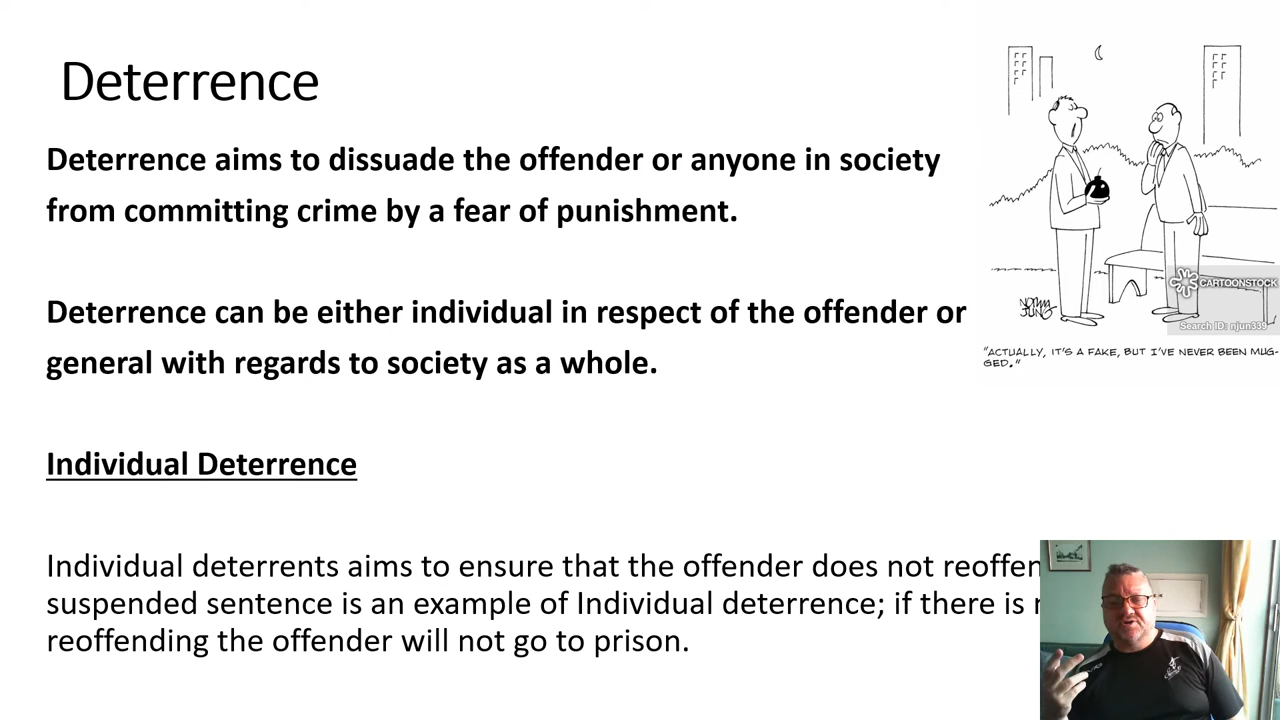 Deterrence
Deterrence aims to dissuade the offender or anyone in society
from committing crime by a fear of punishment.
Deterrence can be either individual in respect of the offender or
general with regards to society as a whole.
Individual Deterrence
Individual deterrents aims to ensure that the offender does not reoffen
suspended sentence is an example of Individual deterrence; if there is
reoffending the offender will not go to prison.
CARTOONSTOCK
Search ID: njun339
"ACTUALLY, IT'S A FAKE, BUT I'VE NEVER BEEN MUG-
GED."